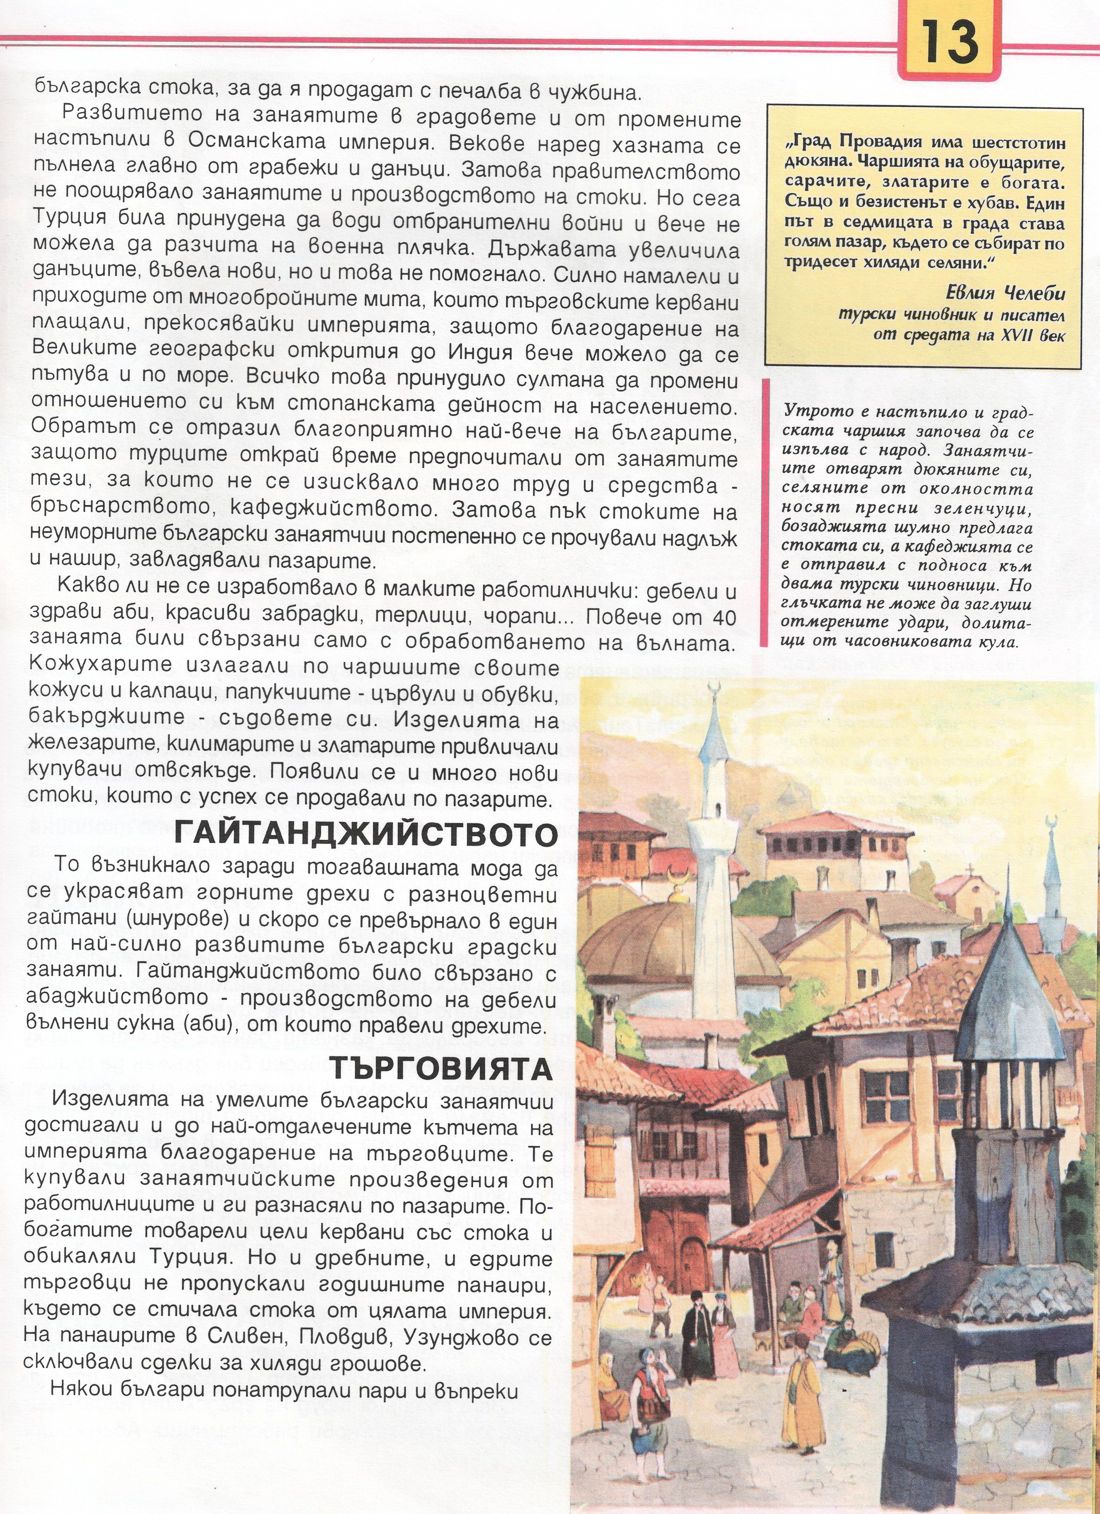 13
българска стока, за да я продадат с печалба в чужбина.
Развитието на занаятите в градовете и от промените
настъпили в Османската империя. Векове наред хазната се
пълнела главно от грабежи и данъци. Затова правителството
не поощрявало занаятите и производството на стоки. Но сега
Турция била принудена да води отбранителни войни и вече не
можела да разчита на военна плячка. Държавата увеличила
данъците, въвела нови, но и това не помогнало. Силно намалели и
приходите от многобройните мита, които търговските кервани
плащали, прекосявайки империята, защото благодарение на
Великите географски открития до Индия вече можело да се
пътува и по море. Всичко това принудило султана да промени
отношението си към стопанската дейност на населението.
Обратът се отразил благоприятно най-вече на българите,
защото турците открай време предпочитали от занаятите
тези, за които не се изисквало много труд и средства -
бръснарството, кафеджийството. Затова пък стоките на
неуморните български занаятчии постепенно се прочували надлъж
и нашир, завладявали пазарите.
Какво ли не се изработвало в малките работилнички: дебели и
здрави аби, красиви забрадки, терлици, чорапи... Повече от 40
занаята били свързани само с обработването на вълната.
Кожухарите излагали по чаршиите своите
кожуси и калпаци, папукчиите - цървули и обувки,
бакърджиите - съдовете си. Изделията на
железарите, килимарите и златарите привличали
купувачи отвсякъде. Появили се и много нови
стоки, които с успех се продавали по пазарите.
ГАЙТАНДЖИЙСТВОТО
То възникнало заради тогавашната мода да
се украсяват горните дрехи с разноцветни
гайтани (шнурове) и скоро се превърнало в един
от най-силно развитите български градски
занаяти. Гайтанджийството било свързано с
абаджийството - производството на дебели
вълнени сукна (аби), от които правели дрехите.
ТЪРГОВИЯТА
Изделията на умелите български занаятчии
достигали и до най-отдалечените кътчета на
империята благодарение на търговците. Те
купували занаятчийските произведения от
работилниците и ги разнасяли по пазарите. По-
богатите товарели цели кервани със стока и
обикаляли Турция. Но и дребните, и едрите
търговци не пропускали годишните панаири,
където се стичала стока от цялата империя.
На панаирите в Сливен, Пловдив, Узунджово се
сключвали сделки за хиляди грошове.
Някои българи понатрупали пари и въпреки
„Град Провадия има шестстотин
дюкяна. Чаршията на обущарите,
сарачите, златарите е богата.
Също и безистенът е хубав. Един
път в седмицата в града става
голям пазар, където се събират по
тридесет хиляди селяни.“
Евлия Челеби
турски чиновник и писател
от средата на XVII век
Утрото е настъпило и град-
ската чаршия започва да се
изпълва с народ. Занаятчи-
ите отварят дюкяните си,
селяните от околността
носят пресни зеленчуци,
бозаджията шумно предлага
стоката си, а кафеджията се
е отправил с подноса към
двама турски чиновници. Но
глъчката не може да заглуши
отмерените удари, долита-
щи от часовниковата кула.